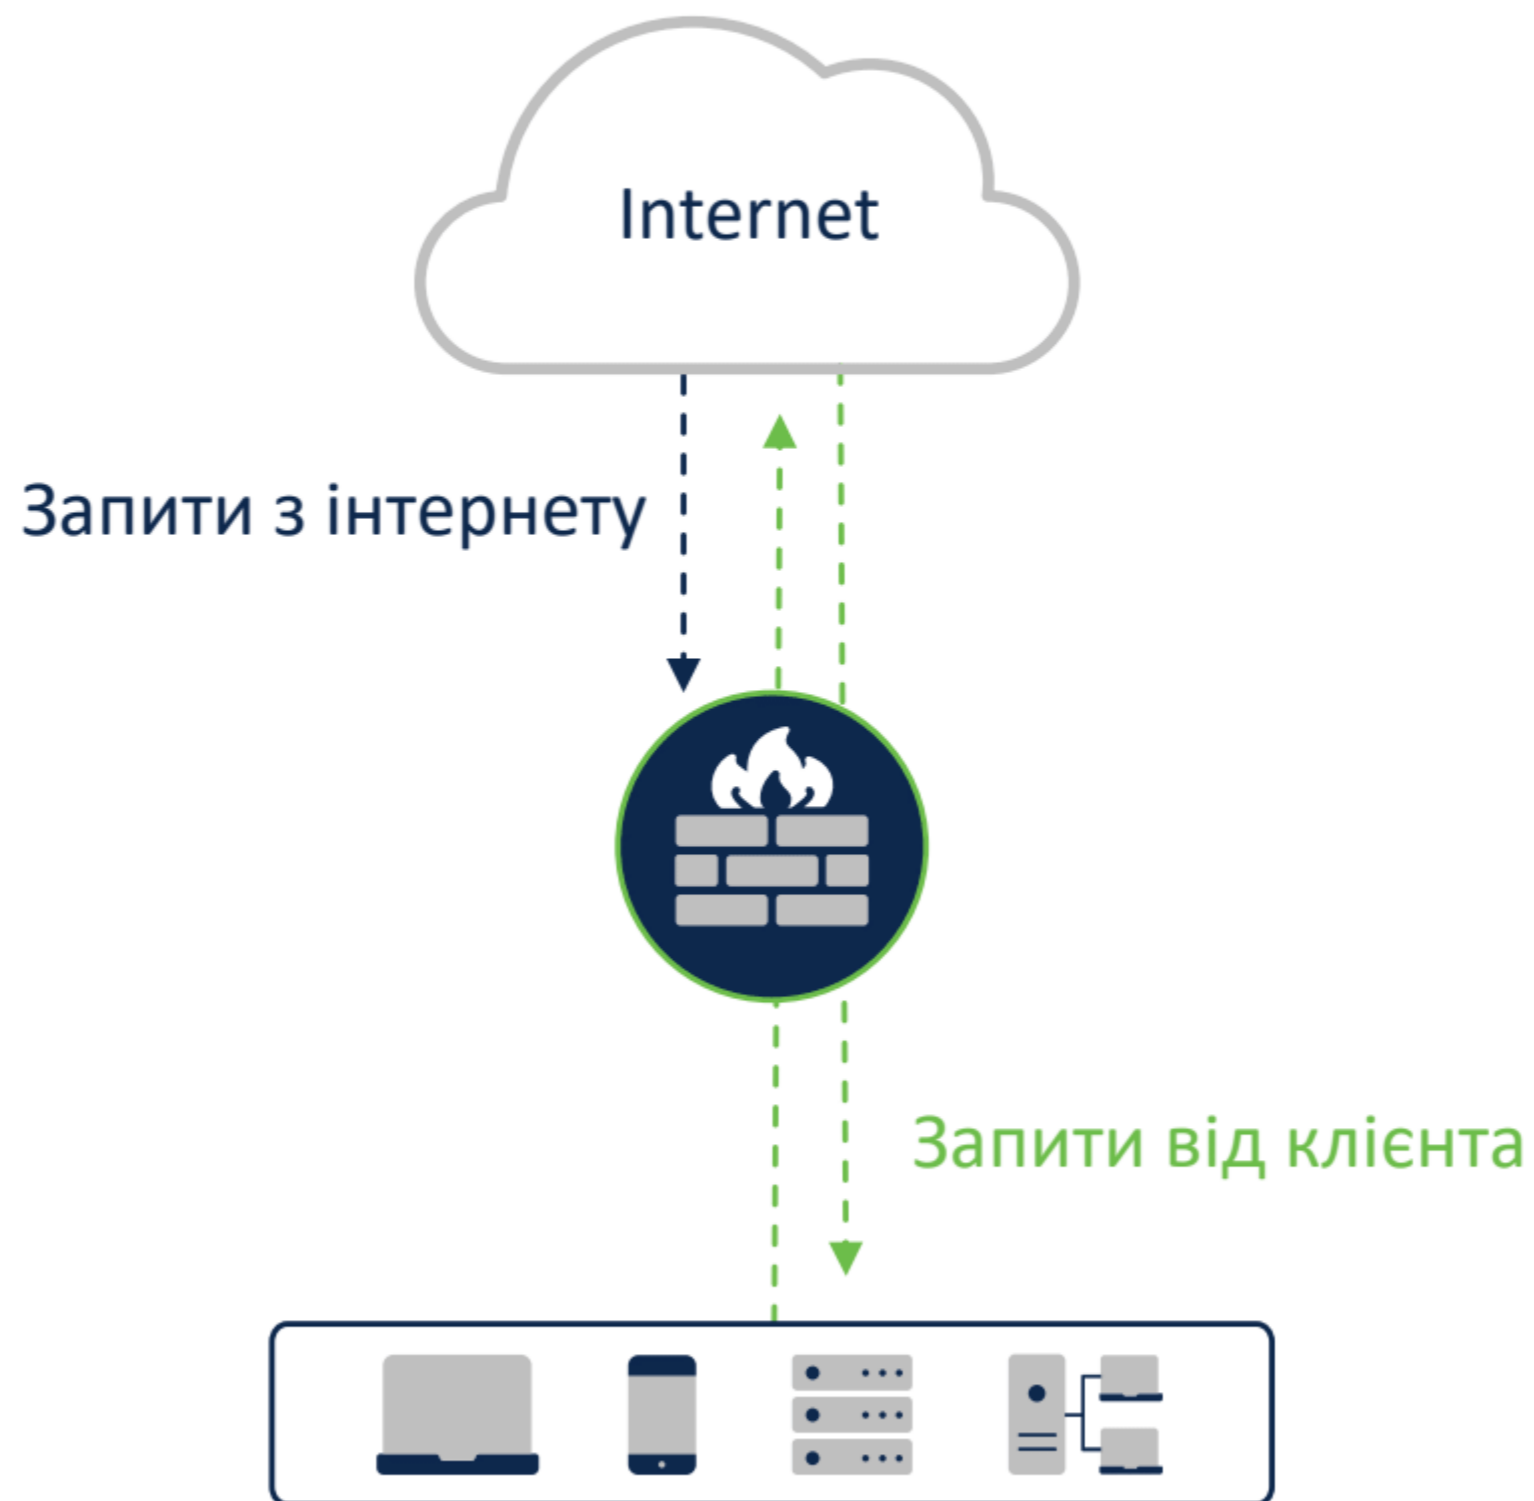 Internet
Запити з інтернету
Запити від клієнта